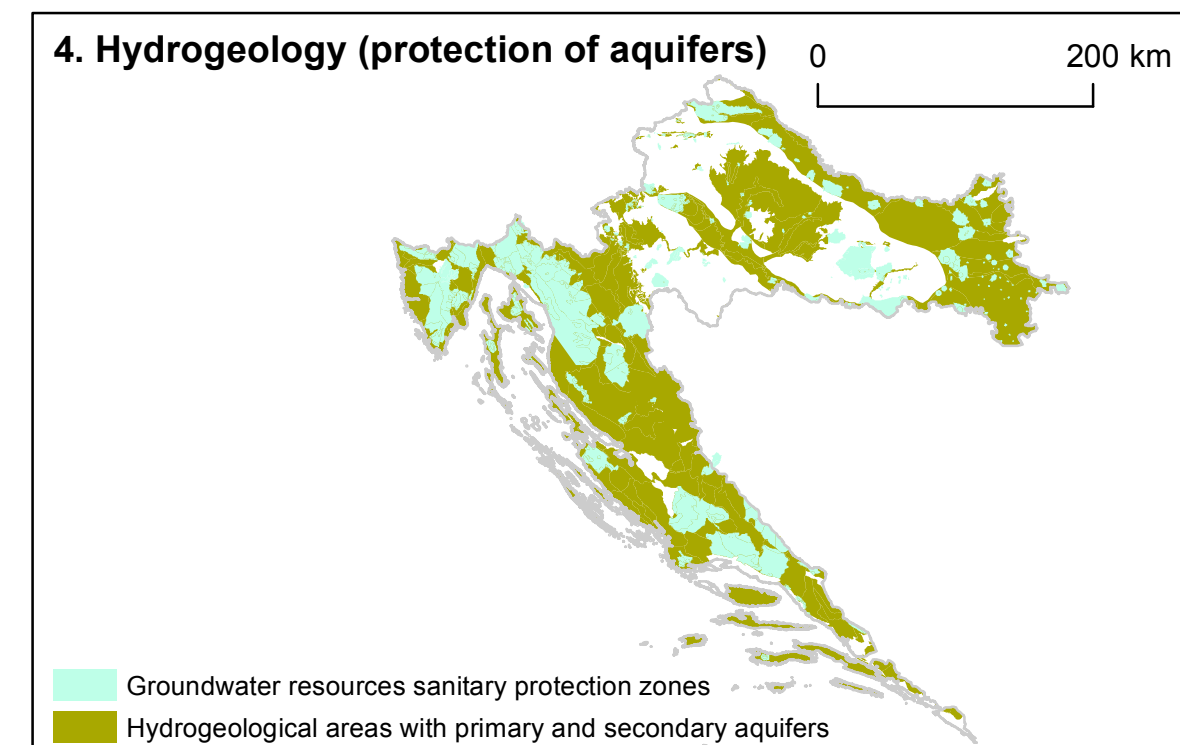 4. Hydrogeology (protection of aquifers)
0 200 km
Groundwater resources sanitary protection zones
Hydrogeological areas with primary and secondary aquifers